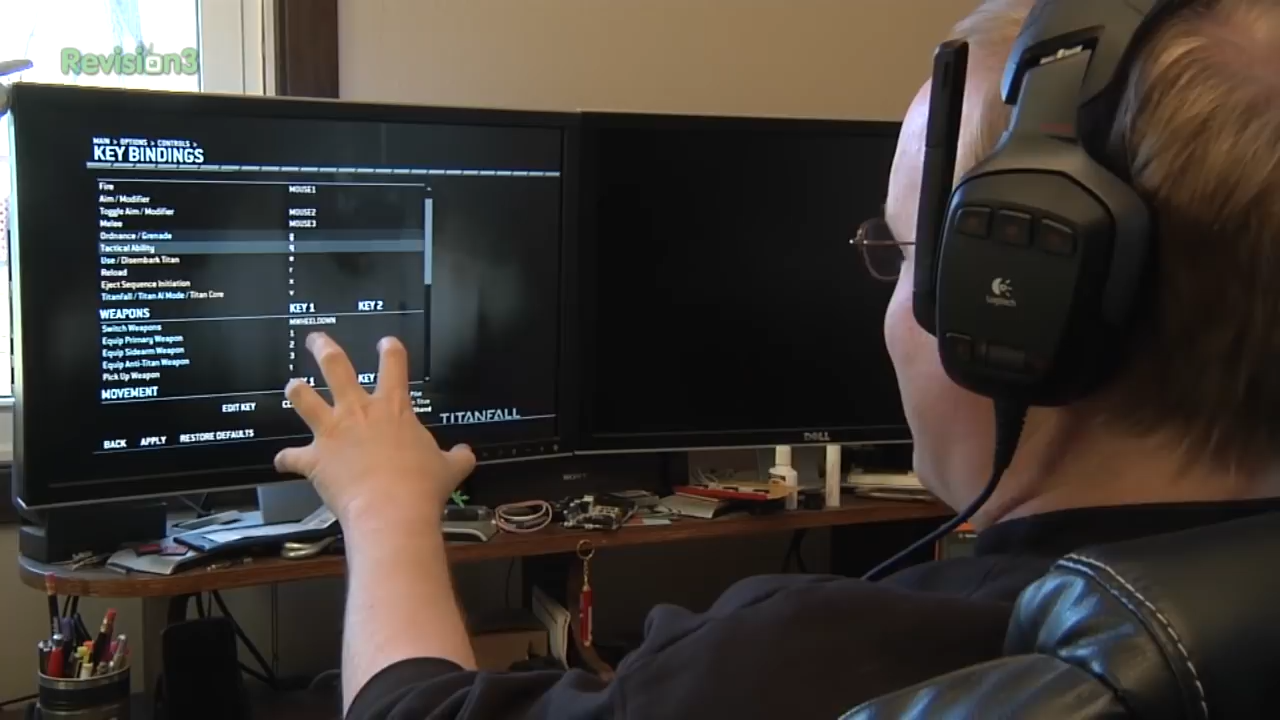 Revision3
MAIN > OPTIONS > CONTROLS >
KEY BINDINGS
Fire MOUSE1
Aim / Modifier
Toggle Aim / Modifier MOUSE2
Melee MOUSE3
Ordnance / Grenade g
Tactical Ability q
Use / Disembark Titan e
Reload r
Eject Sequence Initiation x
Titanfall / Titan AI Mode / Titan Core v
WEAPONS KEY 1 KEY 2
Switch Weapons MWHEELDOWN
Equip Primary Weapon 1
Equip Sidearm Weapon 2
Equip Anti-Titan Weapon 3
Pick Up Weapon
MOVEMENT KEY
EDIT KEY
Pilot
TITANFALL
BACK APPLY RESTORE DEFAULTS
DELL
SONY
Logitech